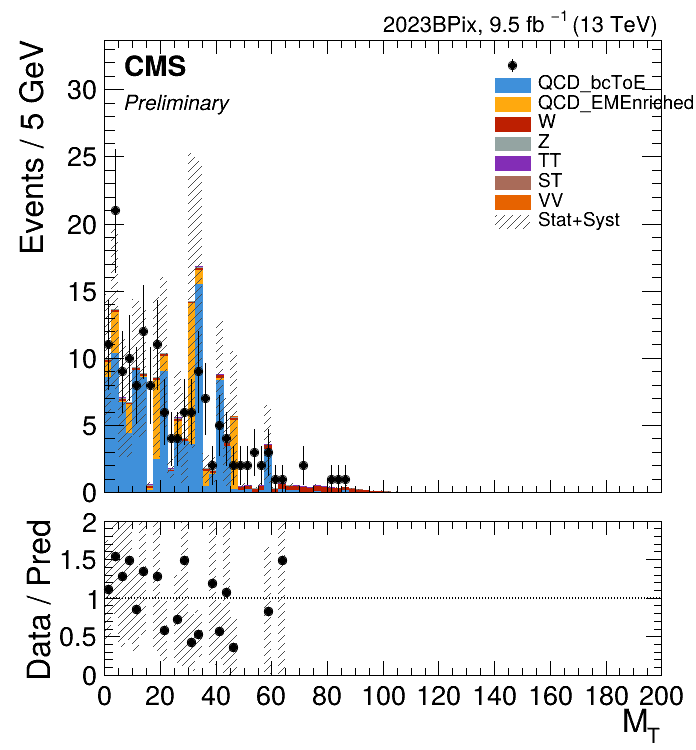 2023BPix, 9.5 fb⁻¹ (13 TeV)
CMS
Preliminary
QCD_bcToE
QCD_EMEnriched
W
Z
TT
ST
VV
Stat+Syst
Events / 5 GeV
30
25
20
15
10
5
0
Data / Pred
2
1.5
1
0.5
0
0 20 40 60 80 100 120 140 160 180 200
M_T